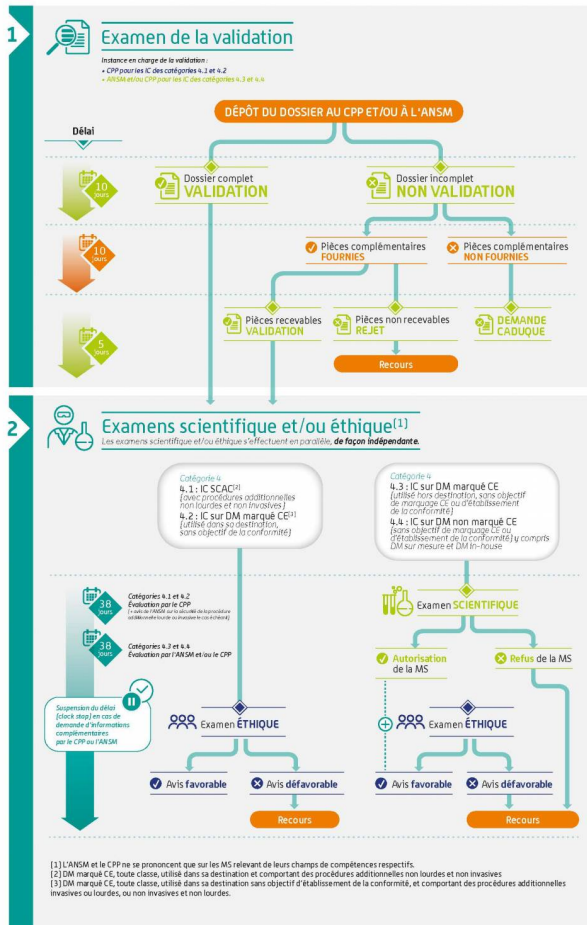 1
Examen de la validation
Instance en charge de la validation :
• CPP pour les IC des catégories 4.1 et 4.2
• ANSM et/ou CPP pour les IC des catégories 4.3 et 4.4
DÉPÔT DU DOSSIER AU CPP ET/OU À L'ANSM
Délai
10
jours
Dossier complet
VALIDATION
Dossier incomplet
NON VALIDATION
10
jours
Pièces complémentaires
FOURNIES
Pièces complémentaires
NON FOURNIES
5
jours
Pièces recevables
VALIDATION
Pièces non recevables
REJET
DEMANDE
CADUQUE
Recours
2
Examens scientifique et/ou éthique[1]
Les examens scientifique et/ou éthique s'effectuent en parallèle, de façon indépendante.
Catégorie 4
4.1 : IC SCAC[2]
[avec procédures additionnelles
non lourdes et non invasives]
4.2 : IC sur DM marqué CE[3]
[utilisé dans sa destination,
sans objectif de la conformité]
Catégorie 4
4.3 : IC sur DM marqué CE
[utilisé hors destination, sans objectif
de marquage CE ou d'établissement
de la conformité]
4.4 : IC sur DM non marqué CE
[sans objectif de marquage CE ou
d'établissement de la conformité] y compris
DM sur mesure et DM in-house
38
jours
Catégories 4.1 et 4.2
Évaluation par le CPP
[+ avis de l'ANSM sur la sécurité de la procédure
additionnelle lourde ou invasive le cas échéant]
38
jours
Catégories 4.3 et 4.4
Évaluation par l'ANSM et/ou le CPP
Examen SCIENTIFIQUE
Autorisation
de la MS
Refus de la MS
Suspension du délai
[clock stop] en cas de
demande d'informations
complémentaires
par le CPP ou l'ANSM
Examen ÉTHIQUE
Examen ÉTHIQUE
Avis favorable
Avis défavorable
Avis favorable
Avis défavorable
Recours
Recours
[1] L'ANSM et le CPP ne se prononcent que sur les MS relevant de leurs champs de compétences respectifs.
[2] DM marqué CE, toute classe, utilisé dans sa destination et comportant des procédures additionnelles non lourdes et non invasives
[3] DM marqué CE, toute classe, utilisé dans sa destination sans objectif d'établissement de la conformité, et comportant des procédures additionnelles
invasives ou lourdes, ou non invasives et non lourdes.